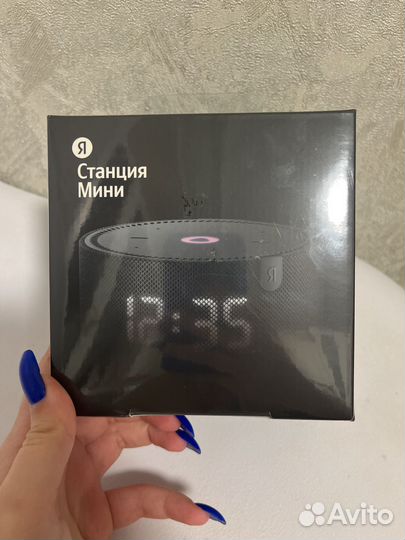 Я
Станция
Мини
Я
12:35
Avito